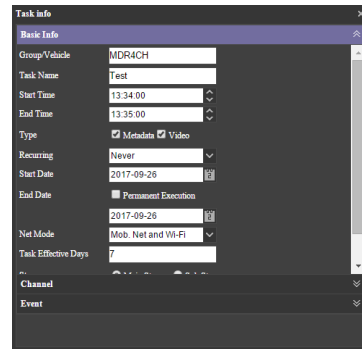 Task info
Basic Info
Group/Vehicle MDR4CH
Task Name Test
Start Time 13:34:00
End Time 13:35:00
Type Metadata Video
Recurring Never
Start Date 2017-09-26
End Date Permanent Execution
2017-09-26
Net Mode Mob. Net and Wi-Fi
Task Effective Days 7
Channel
Event